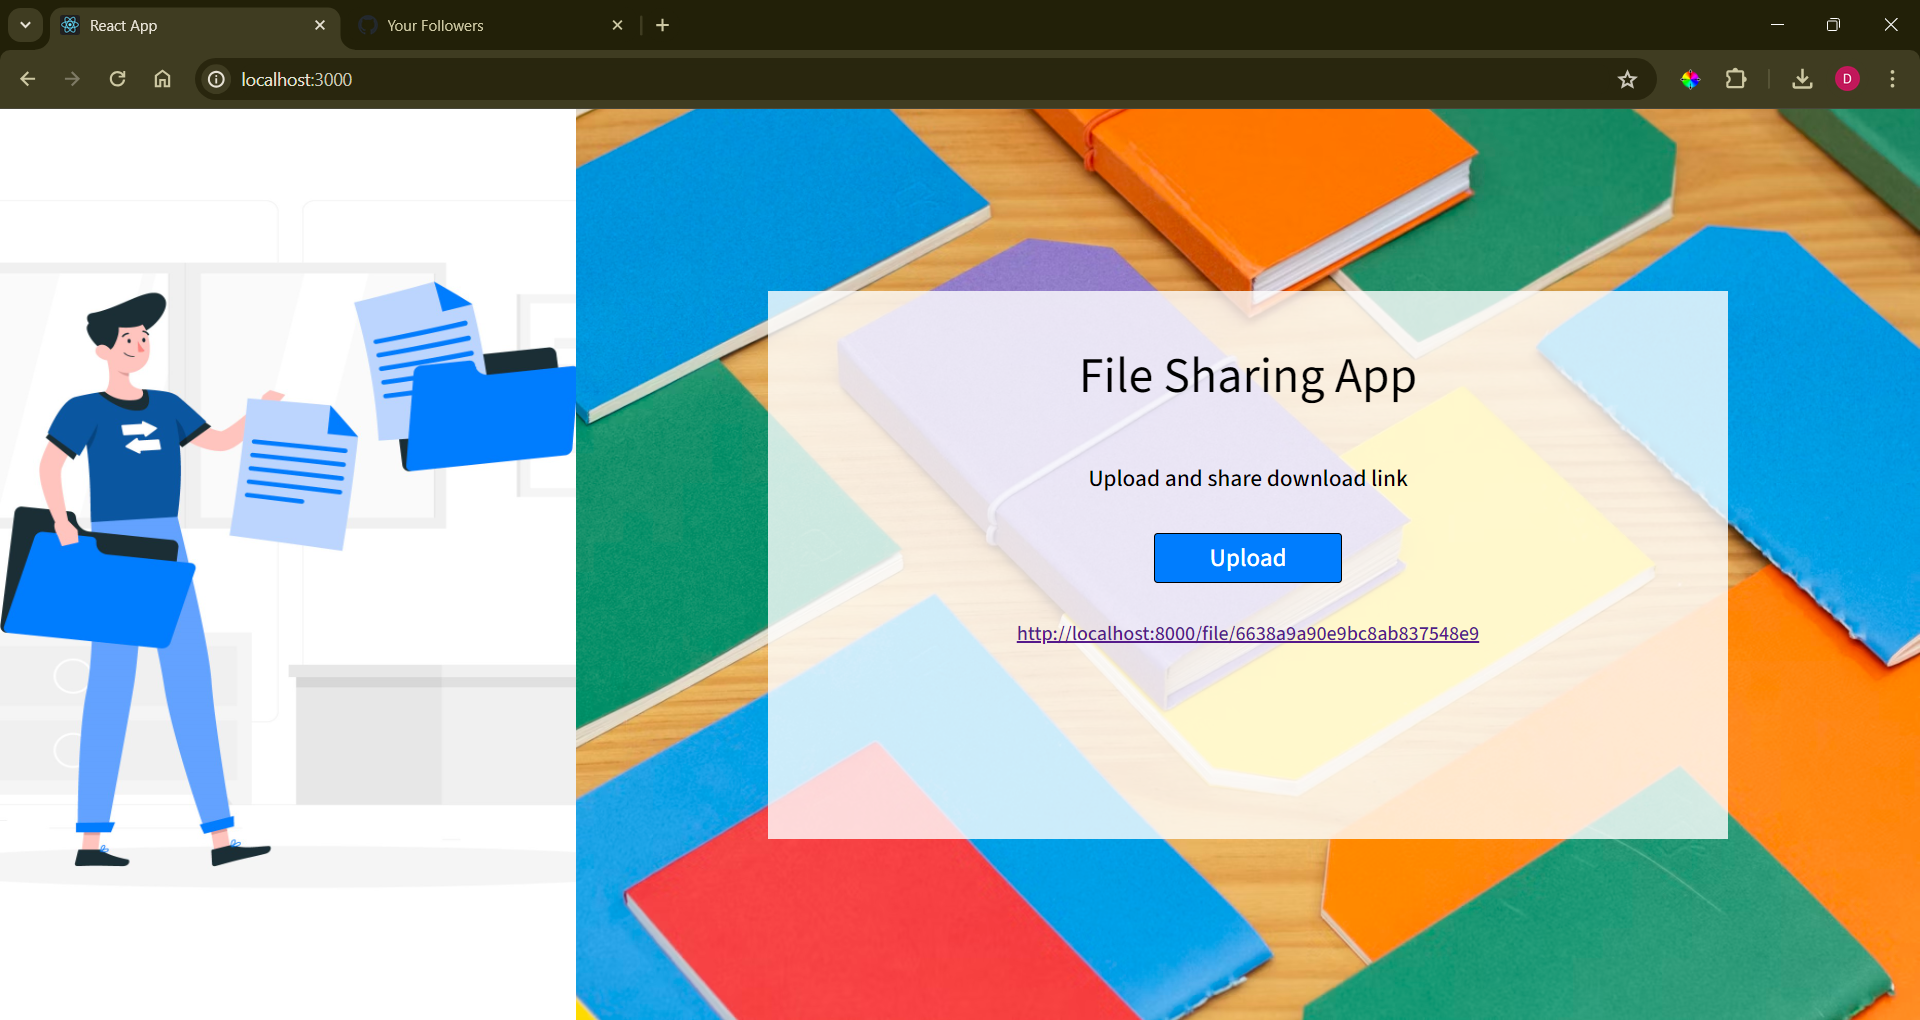 React App
Your Followers
localhost:3000
D
File Sharing App
Upload and share download link
Upload
http://localhost:8000/file/6638a9a90e9bc8ab837548e9